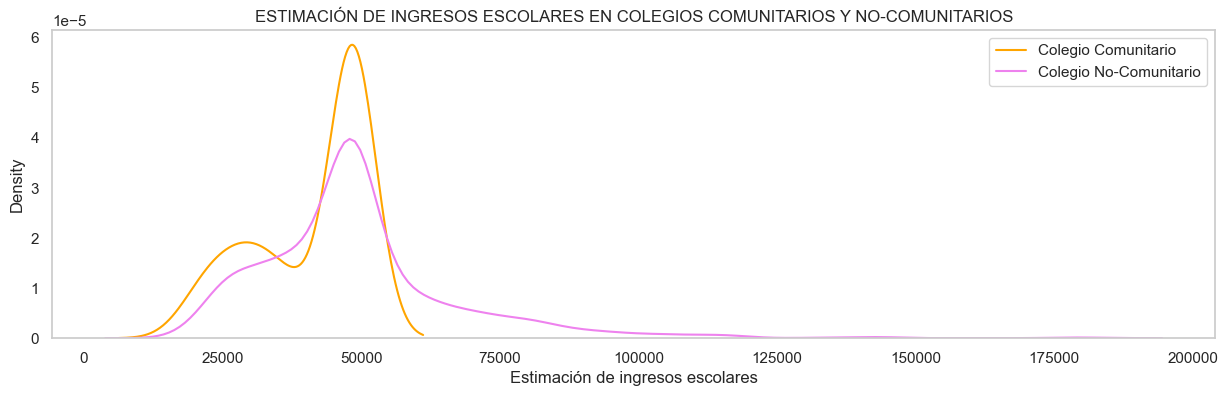 ESTIMACIÓN DE INGRESOS ESCOLARES EN COLEGIOS COMUNITARIOS Y NO-COMUNITARIOS
1e−5
Colegio Comunitario
Colegio No-Comunitario
6
5
4
3
2
1
0
Density
0 25000 50000 75000 100000 125000 150000 175000 200000
Estimación de ingresos escolares